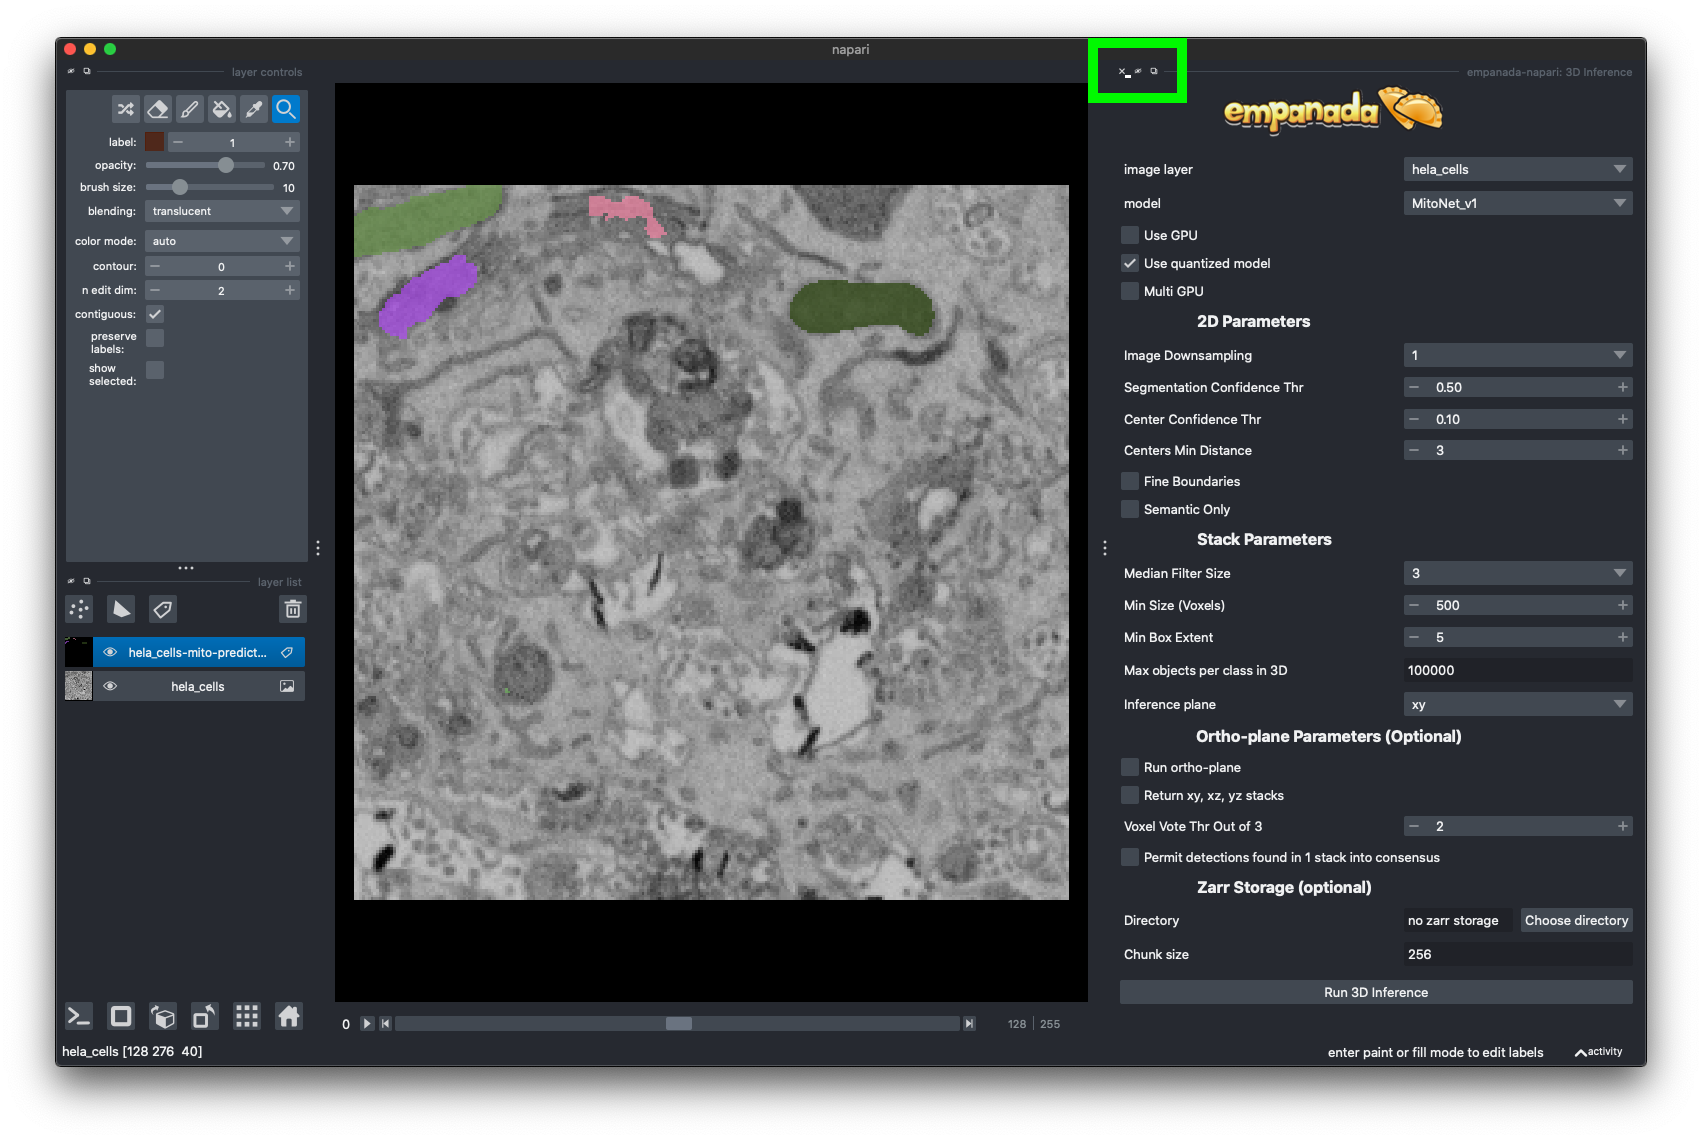 napari
layer controls
label:
1
opacity:
0.70
brush size:
10
blending:
translucent
color mode:
auto
contour:
0
n edit dim:
2
contiguous:
preserve
labels:
show
selected:
layer list
hela_cells-mito-predict...
hela_cells
0
128 | 255
hela_cells [128 276 40]
empanada-napari: 3D Inference
empanada
image layer
hela_cells
model
MitoNet_v1
Use GPU
Use quantized model
Multi GPU
2D Parameters
Image Downsampling
1
Segmentation Confidence Thr
0.50
Center Confidence Thr
0.10
Centers Min Distance
3
Fine Boundaries
Semantic Only
Stack Parameters
Median Filter Size
3
Min Size (Voxels)
500
Min Box Extent
5
Max objects per class in 3D
100000
Inference plane
xy
Ortho-plane Parameters (Optional)
Run ortho-plane
Return xy, xz, yz stacks
Voxel Vote Thr Out of 3
2
Permit detections found in 1 stack into consensus
Zarr Storage (optional)
Directory
no zarr storage
Choose directory
Chunk size
256
Run 3D Inference
enter paint or fill mode to edit labels
activity